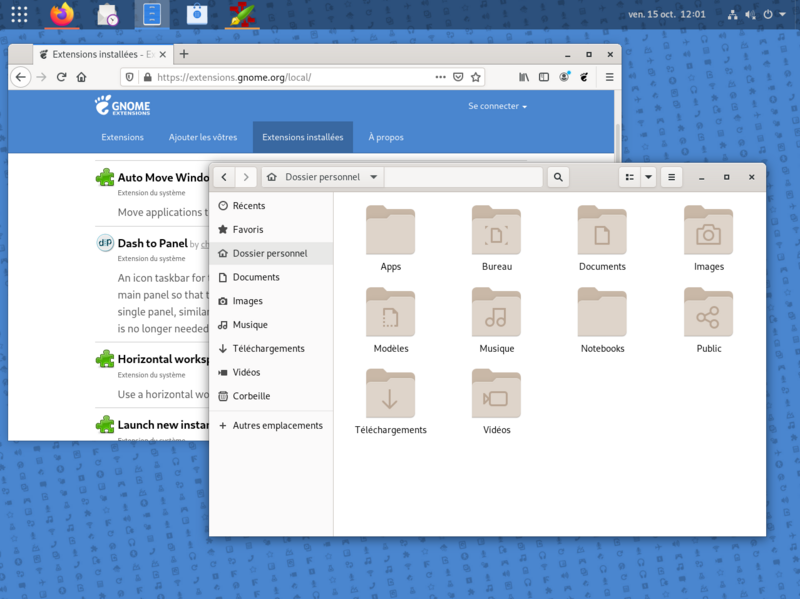 ven. 15 oct. 12:01
Extensions installées - E
https://extensions.gnome.org/local/
GNOME
EXTENSIONS
Se connecter
Extensions
Ajouter les vôtres
Extensions installées
À propos
Auto Move Windo
Extension du système
Move applications t
Dash to Panel by
Extension du système
An icon taskbar for
main panel so that t
single panel, simila
is no longer needed
Horizontal worksp
Extension du système
Use a horizontal wo
Launch new instan
Extension du système
Dossier personnel
Récents
Favoris
Dossier personnel
Documents
Images
Musique
Téléchargements
Vidéos
Corbeille
Autres emplacements
Apps
Bureau
Documents
Images
Modèles
Musique
Notebooks
Public
Téléchargements
Vidéos